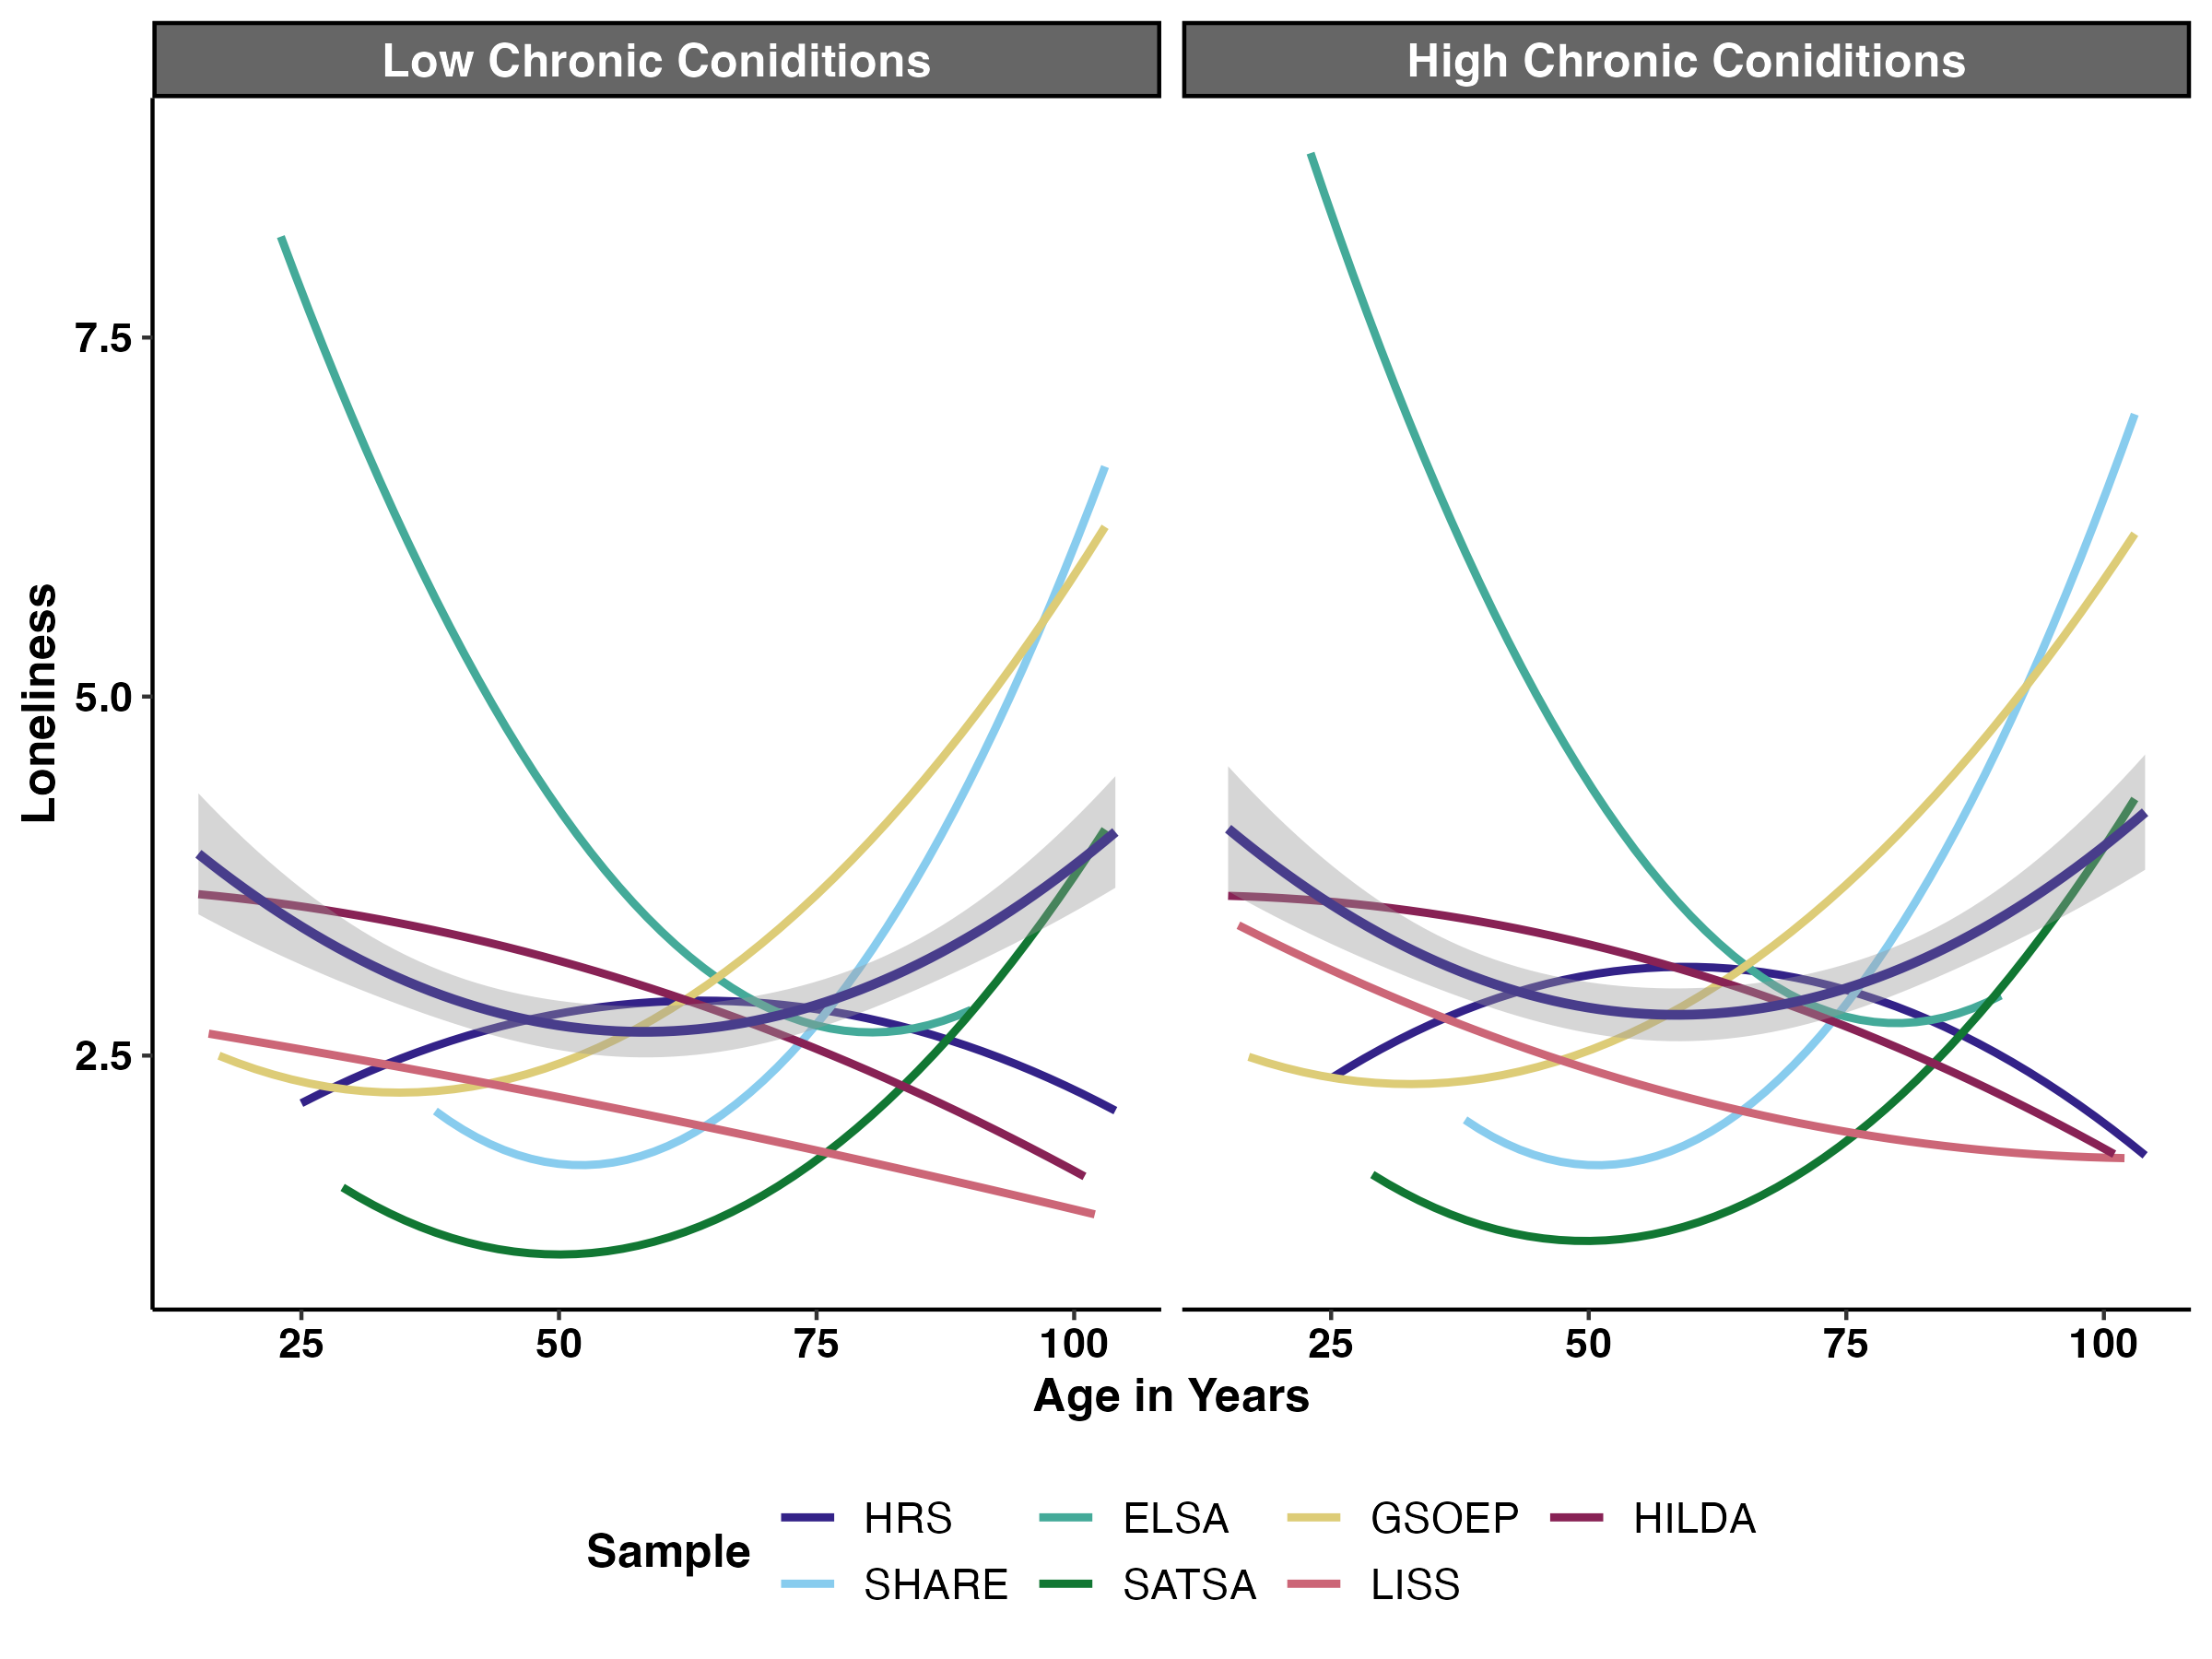 Low Chronic Coniditions
High Chronic Coniditions
7.5
5.0
2.5
Loneliness
25 50 75 100
25 50 75 100
Age in Years
Sample
HRS ELSA GSOEP HILDA
SHARE SATSA LISS